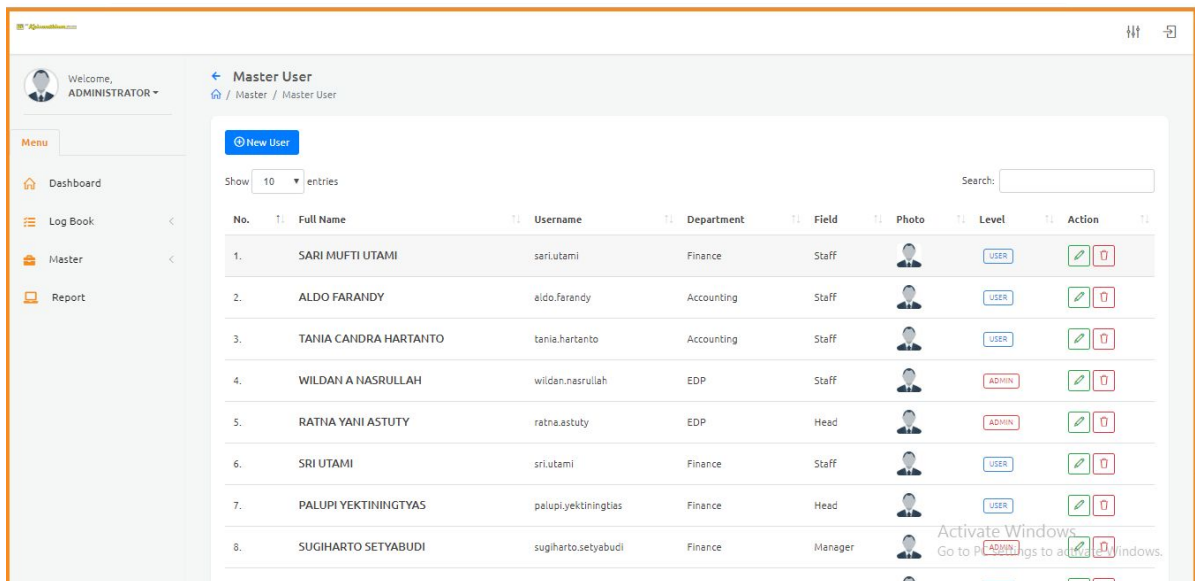 Welcome,
ADMINISTRATOR
Menu
Dashboard
Log Book
Master
Report
Master User
/ Master / Master User
New User
Show 10 entries
Search:
No. Full Name Username Department Field Photo Level Action
1. SARI MUFTI UTAMI sari.utami Finance Staff USER
2. ALDO FARANDY aldo.farandy Accounting Staff USER
3. TANIA CANDRA HARTANTO tania.hartanto Accounting Staff USER
4. WILDAN A NASRULLAH wildan.nasrullah EDP Staff ADMIN
5. RATNA YANI ASTUTY ratna.astuty EDP Head ADMIN
6. SRI UTAMI sri.utami Finance Staff USER
7. PALUPI YEKTININGTYAS palupi.yektiningtias Finance Head USER
8. SUGIHARTO SETYABUDI sugiharto.setyabudi Finance Manager ADMIN
Activate Windows
Go to PC settings to activate Windows.